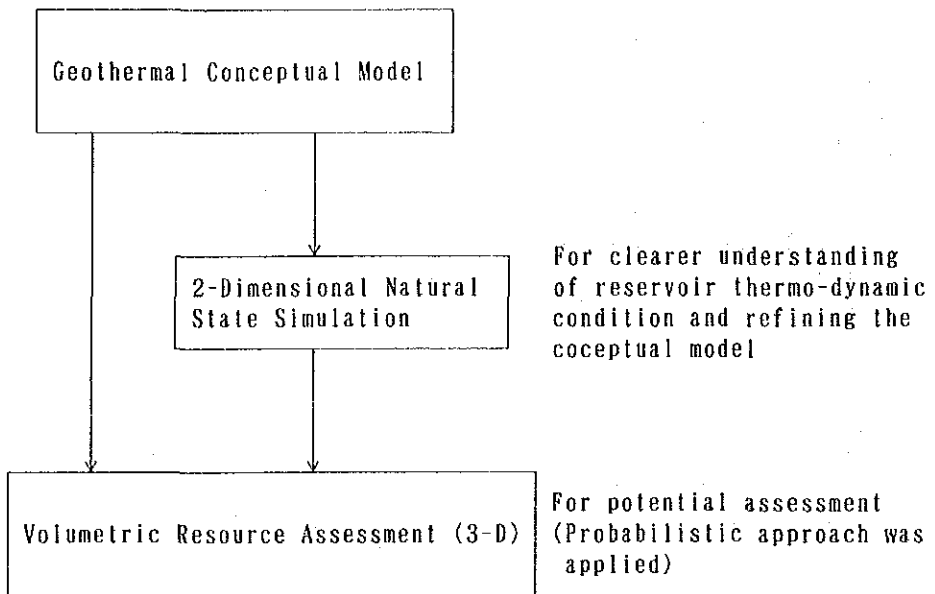 Geothermal Conceptual Model
2-Dimensional Natural
State Simulation
For clearer understanding
of reservoir thermo-dynamic
condition and refining the
coceptual model
Volumetric Resource Assessment (3-D)
For potential assessment
(Probabilistic approach was
applied)